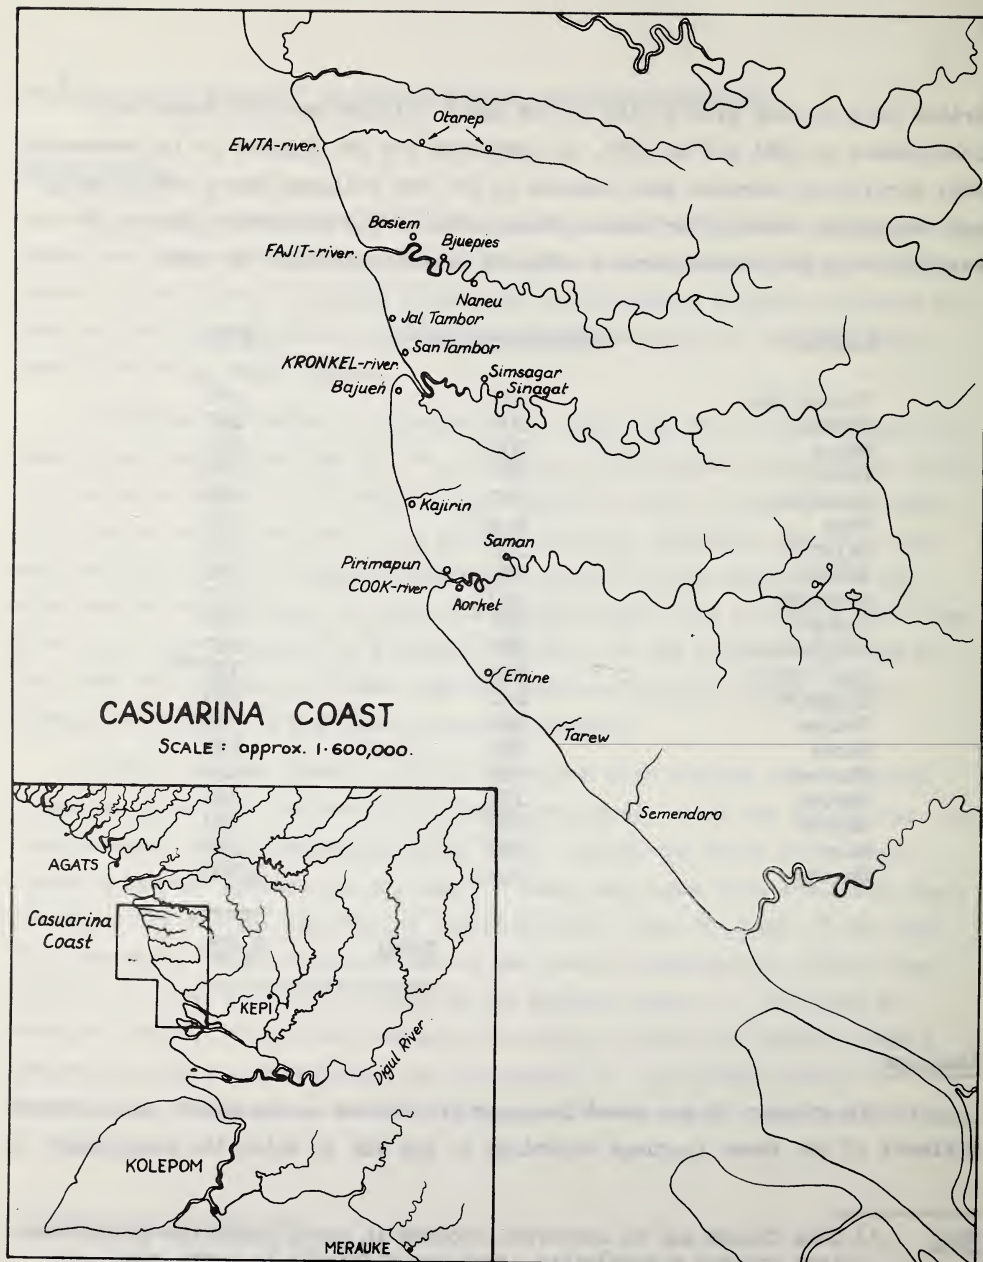 Otanep
EWTA-river.
Basiem
Bjuepies
FAJIT-river.
Naneu
Jal Tambor
San Tambor
KRONKEL-river.
Simsagar
Bajuen
Sinagat
Kajirin
Saman
Pirimapun
COOK-river
Aorket
Emine
CASUARINA COAST
SCALE : approx. 1·600,000.
Tarew
Semendoro
AGATS
Casuarina
Coast
KEPI
Digul River
KOLEPOM
MERAUKE